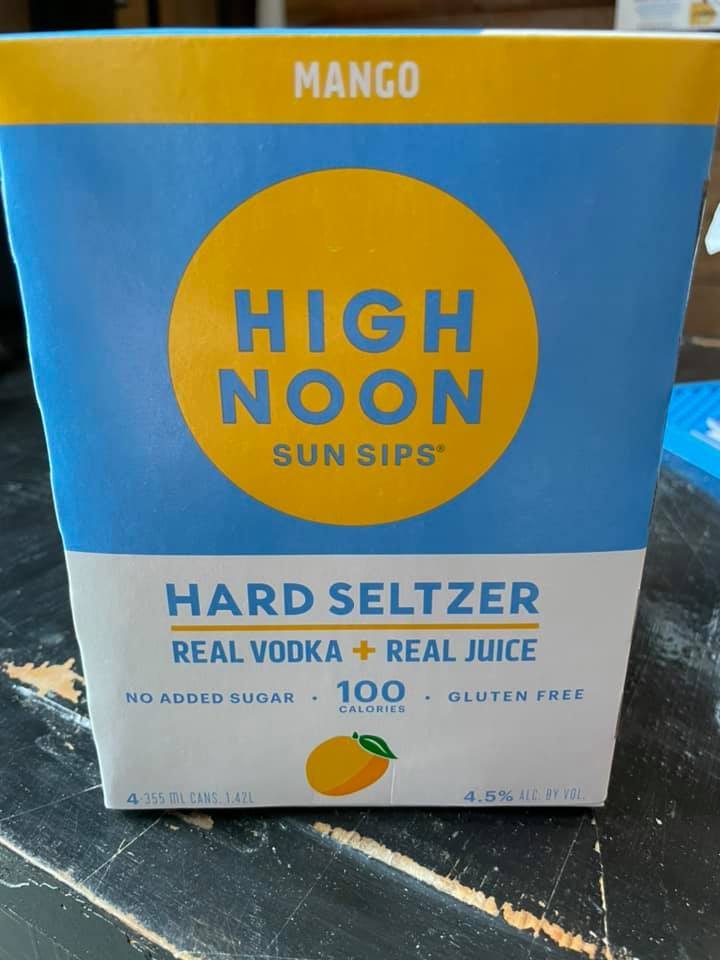 MANGO
HIGH
NOON
SUN SIPS®
HARD SELTZER
REAL VODKA + REAL JUICE
NO ADDED SUGAR · 100 CALORIES · GLUTEN FREE
4-355 ML CANS, 1.42L
4.5% ALC. BY VOL.